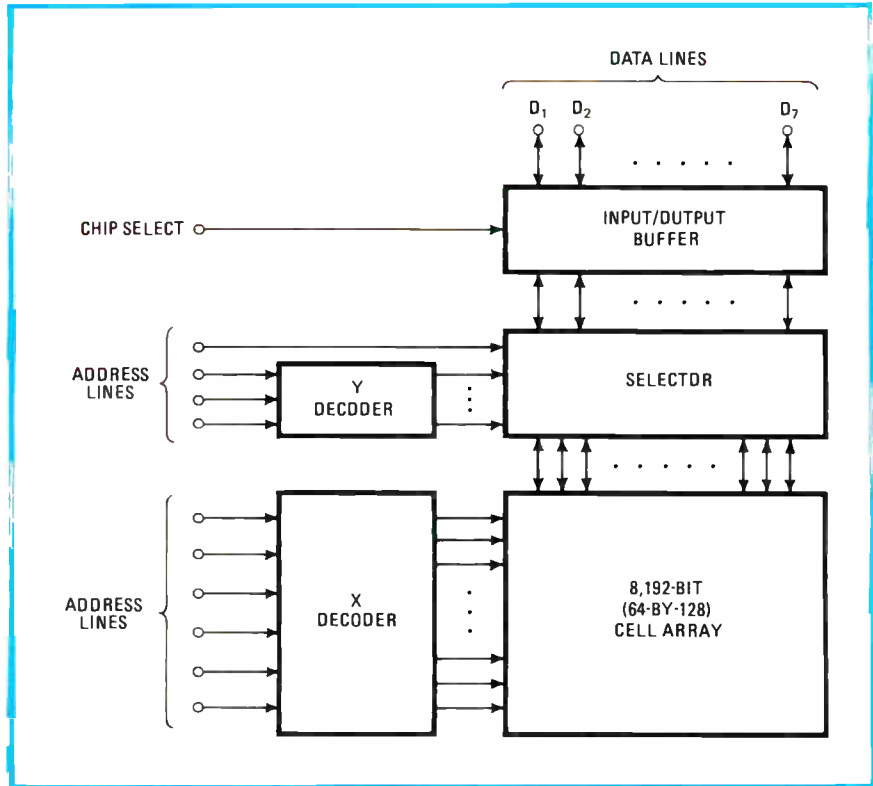 DATA LINES
D₁ D₂ D₇
CHIP SELECT
INPUT/OUTPUT
BUFFER
ADDRESS
LINES
Y
DECODER
SELECTOR
ADDRESS
LINES
X
DECODER
8,192-BIT
(64-BY-128)
CELL ARRAY